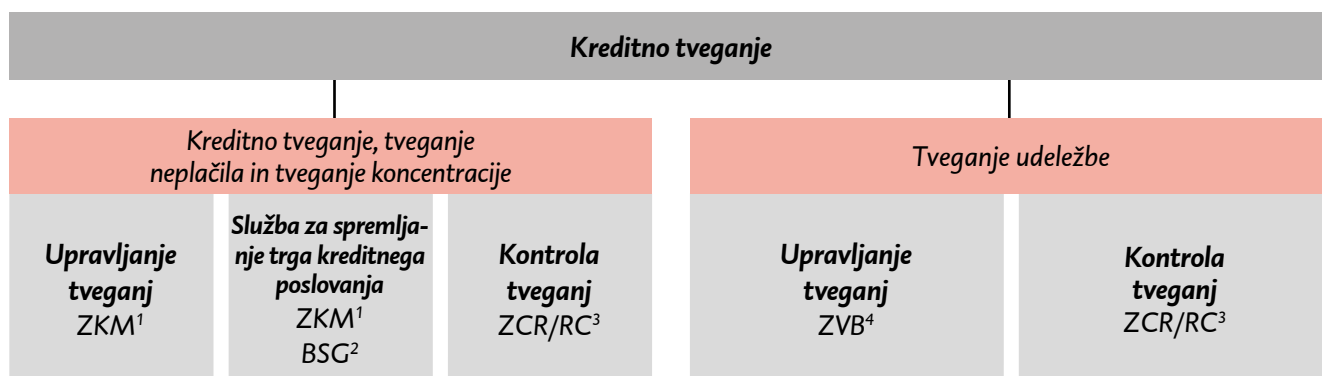 Kreditno tveganje
Kreditno tveganje, tveganje
neplačila in tveganje koncentracije
Tveganje udeležbe
Upravljanje
tveganj
ZKM¹
Služba za spremlja-
nje trga kreditnega
poslovanja
ZKM¹
BSG²
Kontrola
tveganj
ZCR/RC³
Upravljanje
tveganj
ZVB⁴
Kontrola
tveganj
ZCR/RC³